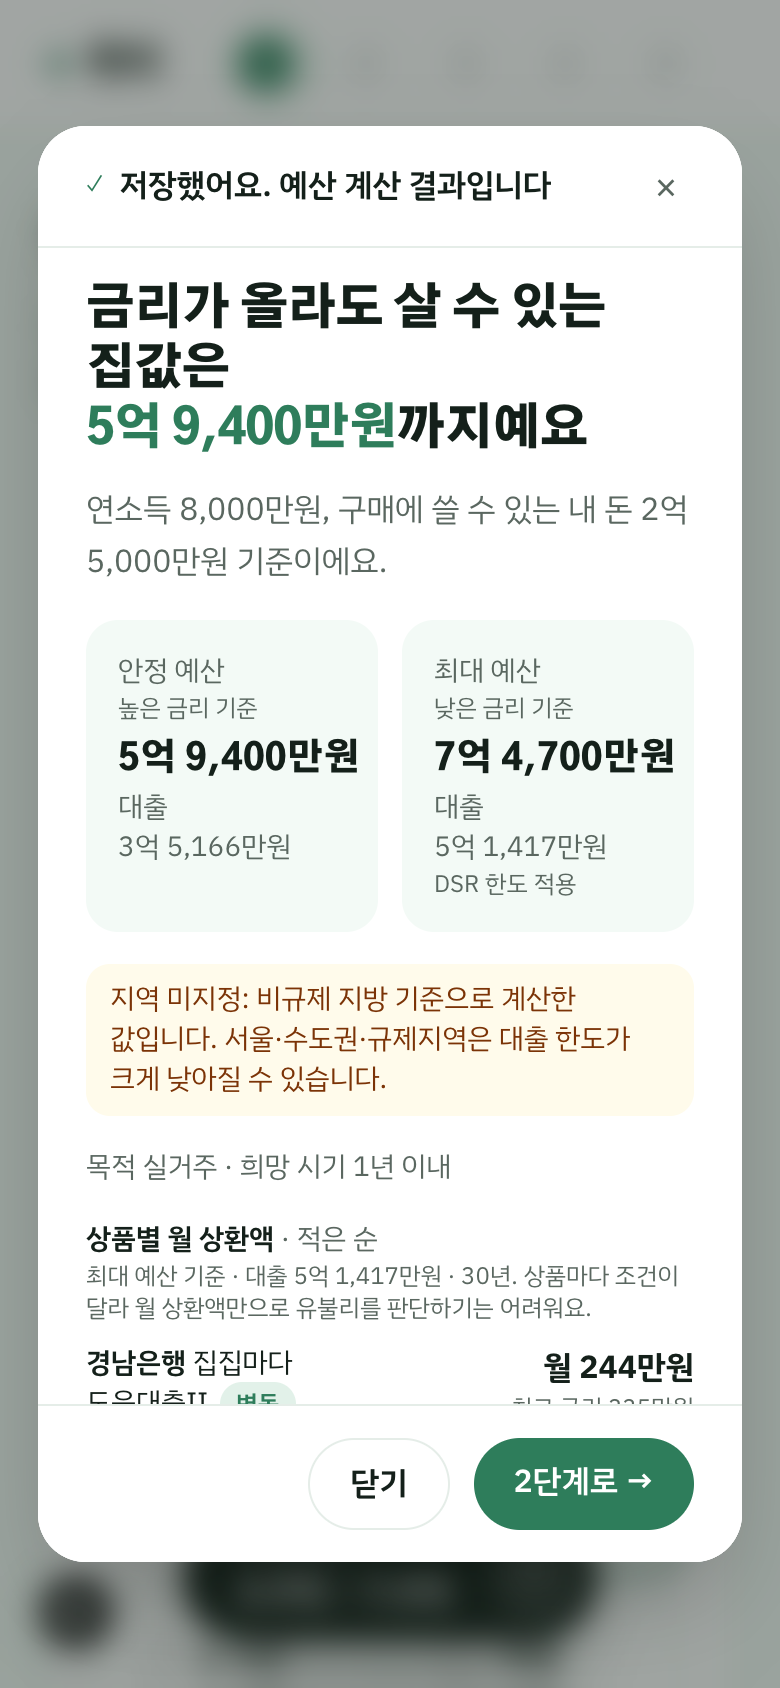 ✓ 저장했어요. 예산 계산 결과입니다 ×
금리가 올라도 살 수 있는
집값은
5억 9,400만원까지예요
연소득 8,000만원, 구매에 쓸 수 있는 내 돈 2억
5,000만원 기준이에요.
안정 예산
높은 금리 기준
5억 9,400만원
대출
3억 5,166만원
최대 예산
낮은 금리 기준
7억 4,700만원
대출
5억 1,417만원
DSR 한도 적용
지역 미지정: 비규제 지방 기준으로 계산한
값입니다. 서울·수도권·규제지역은 대출 한도가
크게 낮아질 수 있습니다.
목적 실거주 · 희망 시기 1년 이내
상품별 월 상환액 · 적은 순
최대 예산 기준 · 대출 5억 1,417만원 · 30년. 상품마다 조건이
달라 월 상환액만으로 유불리를 판단하기는 어려워요.
경남은행 집집마다
월 244만원
닫기
2단계로 →